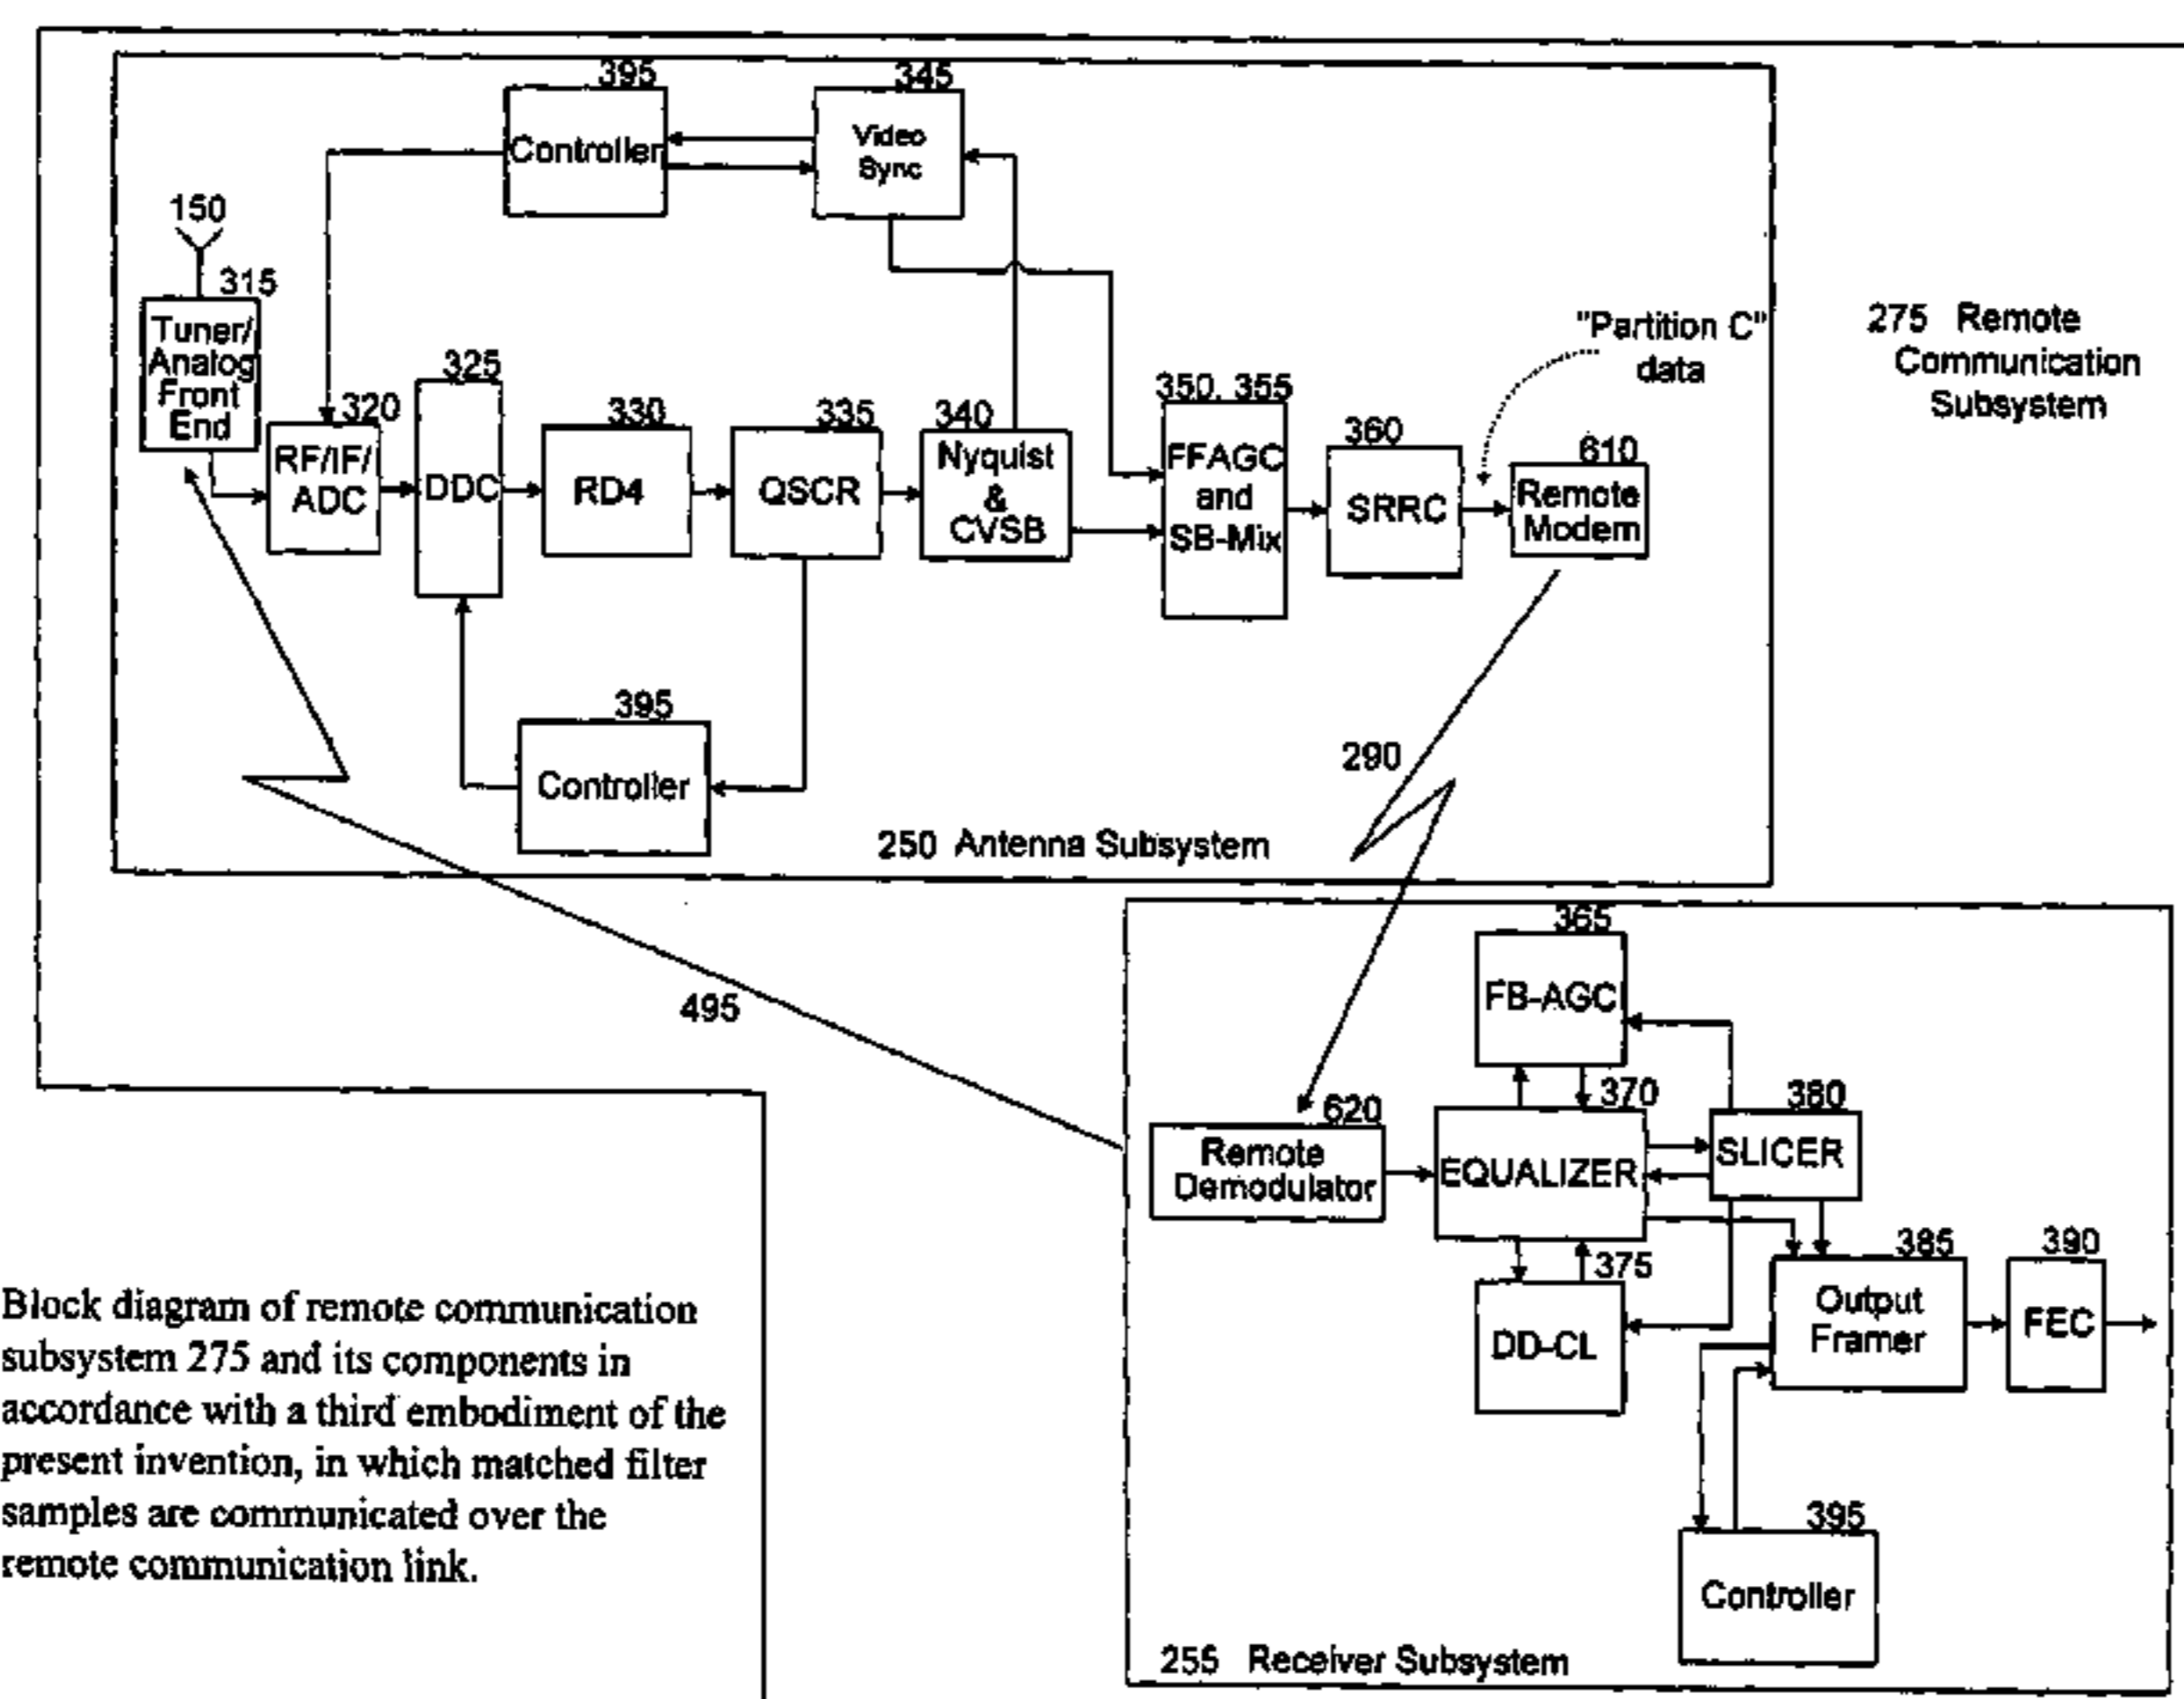 395
Controller
345
Video
Sync
150
315
Tuner/
Analog
Front
End
320
RF/IF/
ADC
325
DDC
330
RD4
335
QSCR
340
Nyquist
&
CVSB
350, 355
FFAGC
and
SB-Mix
360
SRRC
"Partition C"
data
610
Remote
Modem
275 Remote
Communication
Subsystem
395
Controller
290
250 Antenna Subsystem
495
365
FB-AGC
370
620
Remote
Demodulator
EQUALIZER
380
SLICER
375
DD-CL
385
Output
Framer
390
FEC
395
Controller
255 Receiver Subsystem
Block diagram of remote communication
subsystem 275 and its components in
accordance with a third embodiment of the
present invention, in which matched filter
samples are communicated over the
remote communication link.